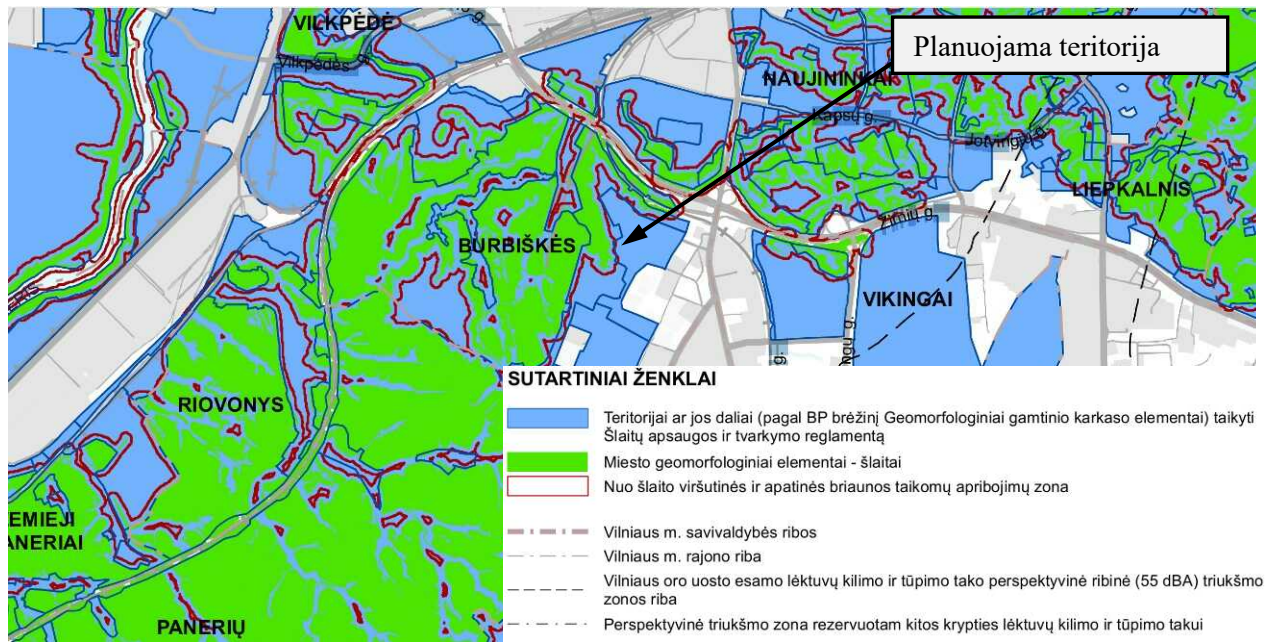 VILKPĖDĖ
Planuojama teritorija
Vilkpėdės g.
NAUJININKAI
Kapsų g.
Jotvingių g.
LIEPKALNIS
BURBIŠKĖS
Žirnių g.
VIKINGAI
g.
RIOVONYS
SUTARTINIAI ŽENKLAI
Teritorijai ar jos daliai (pagal BP brėžinį Geomorfologiniai gamtinio karkaso elementai) taikyti
Šlaitų apsaugos ir tvarkymo reglamentą
Miesto geomorfologiniai elementai - šlaitai
Nuo šlaito viršutinės ir apatinės briaunos taikomų apribojimų zona
EMIEJI
ANERIAI
Vilniaus m. savivaldybės ribos
Vilniaus m. rajono riba
Vilniaus oro uosto esamo lėktuvų kilimo ir tūpimo tako perspektyvinė ribinė (55 dBA) triukšmo
zonos riba
PANERIŲ
Perspektyvinė triukšmo zona rezervuotam kitos krypties lėktuvų kilimo ir tūpimo takui